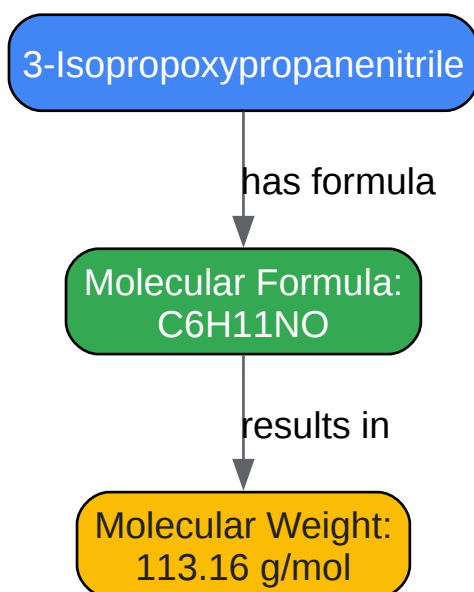 3-Isopropoxypropanenitrile
has formula
Molecular Formula:
C6H11NO
results in
Molecular Weight:
113.16 g/mol